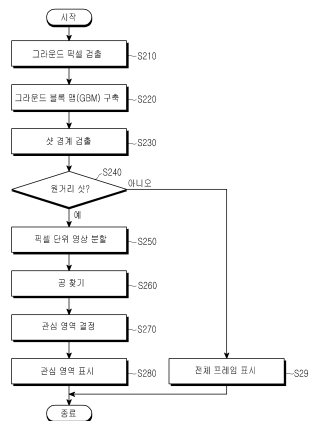 시작
그라운드 픽셀 검출
S210
그라운드 블록 맵(GBM) 구축
S220
샷 경계 검출
S230
S240
원거리 샷?
아니오
예
픽셀 단위 영상 분할
S250
공 찾기
S260
관심 영역 결정
S270
관심 영역 표시
S280
전체 프레임 표시
S29
종료